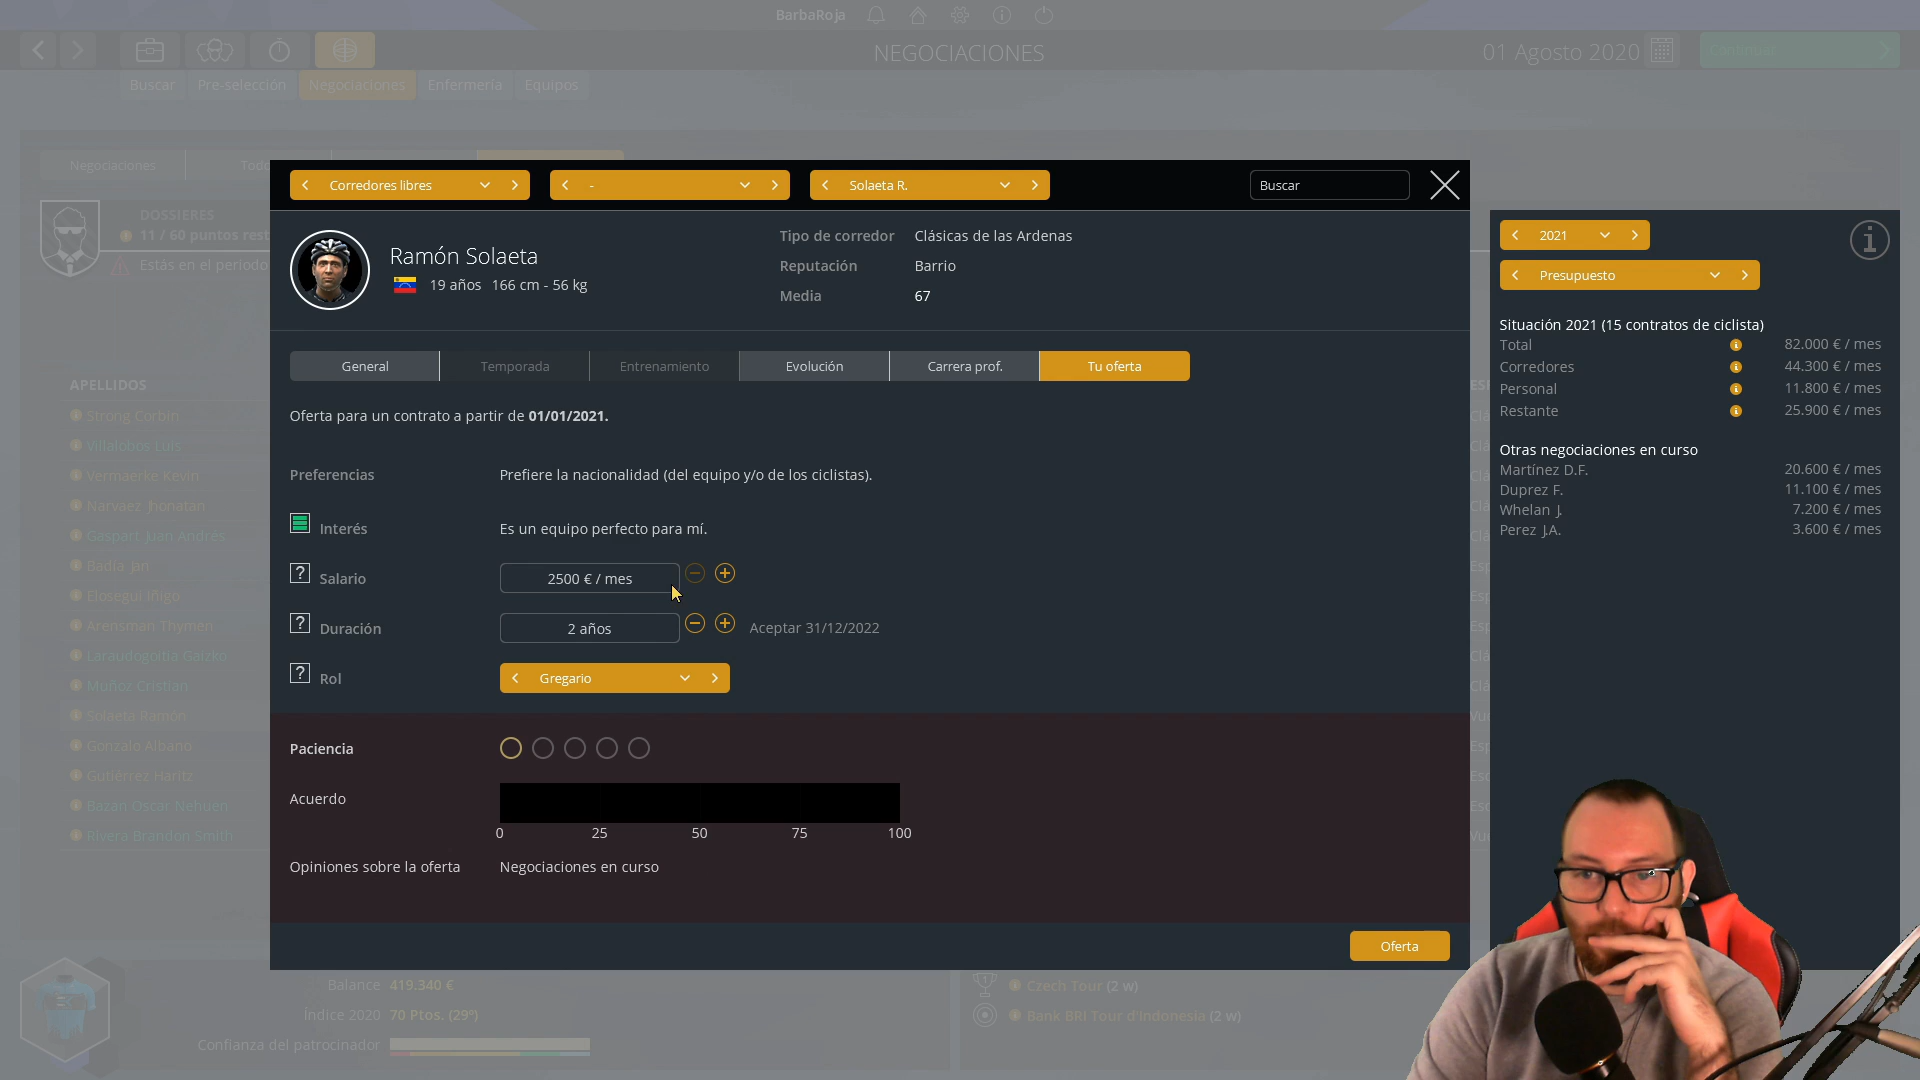 BarbaRoja
NEGOCIACIONES
01 Agosto 2020
Continuar
Buscar
Pre-selección
Negociaciones
Enfermería
Equipos
Negociaciones
DOSSIERES
11 / 60 puntos rest
Estás en el periodo
APELLIDOS
Strong Corbin
Villalobos Luis
Vermaerke Kevin
Narvaez Jhonatan
Gaspart Juan Andrés
Badía Jan
Elosegui Iñigo
Arensman Thymen
Laraudogoitia Gaizko
Muñoz Cristian
Solaeta Ramón
Gonzalo Albano
Gutiérrez Haritz
Bazan Oscar Nehuen
Rivera Brandon Smith
Corredores libres
-
Solaeta R.
Buscar
Ramón Solaeta
19 años 166 cm - 56 kg
Tipo de corredor Clásicas de las Ardenas
Reputación Barrio
Media 67
General
Temporada
Entrenamiento
Evolución
Carrera prof.
Tu oferta
Oferta para un contrato a partir de 01/01/2021.
Preferencias Prefiere la nacionalidad (del equipo y/o de los ciclistas).
Interés Es un equipo perfecto para mí.
? Salario 2500 € / mes
? Duración 2 años Aceptar 31/12/2022
? Rol Gregario
Paciencia
Acuerdo
0 25 50 75 100
Opiniones sobre la oferta Negociaciones en curso
Oferta
2021
Presupuesto
Situación 2021 (15 contratos de ciclista)
Total 82.000 € / mes
Corredores 44.300 € / mes
Personal 11.800 € / mes
Restante 25.900 € / mes
Otras negociaciones en curso
Martínez D.F. 20.600 € / mes
Duprez F. 11.100 € / mes
Whelan J. 7.200 € / mes
Perez J.A. 3.600 € / mes
Balance 419.340 €
Índice 2020 70 Ptos. (29º)
Confianza del patrocinador
Czech Tour (2 w)
Bank BRI Tour d'Indonesia (2 w)